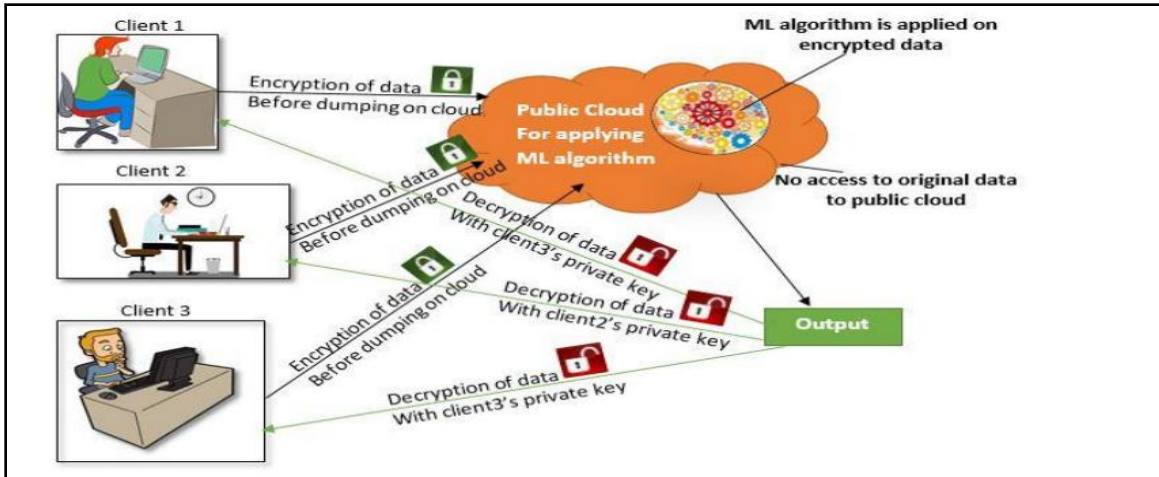 Client 1
Encryption of data
Before dumping on cloud
ML algorithm is applied on
encrypted data
Public Cloud
For applying
ML algorithm
Client 2
Encryption of data
Before dumping on cloud
No access to original data
to public cloud
Decryption of data
With client3's private key
Client 3
Encryption of data
Before dumping on cloud
Decryption of data
With client2's private key
Output
Decryption of data
With client3's private key